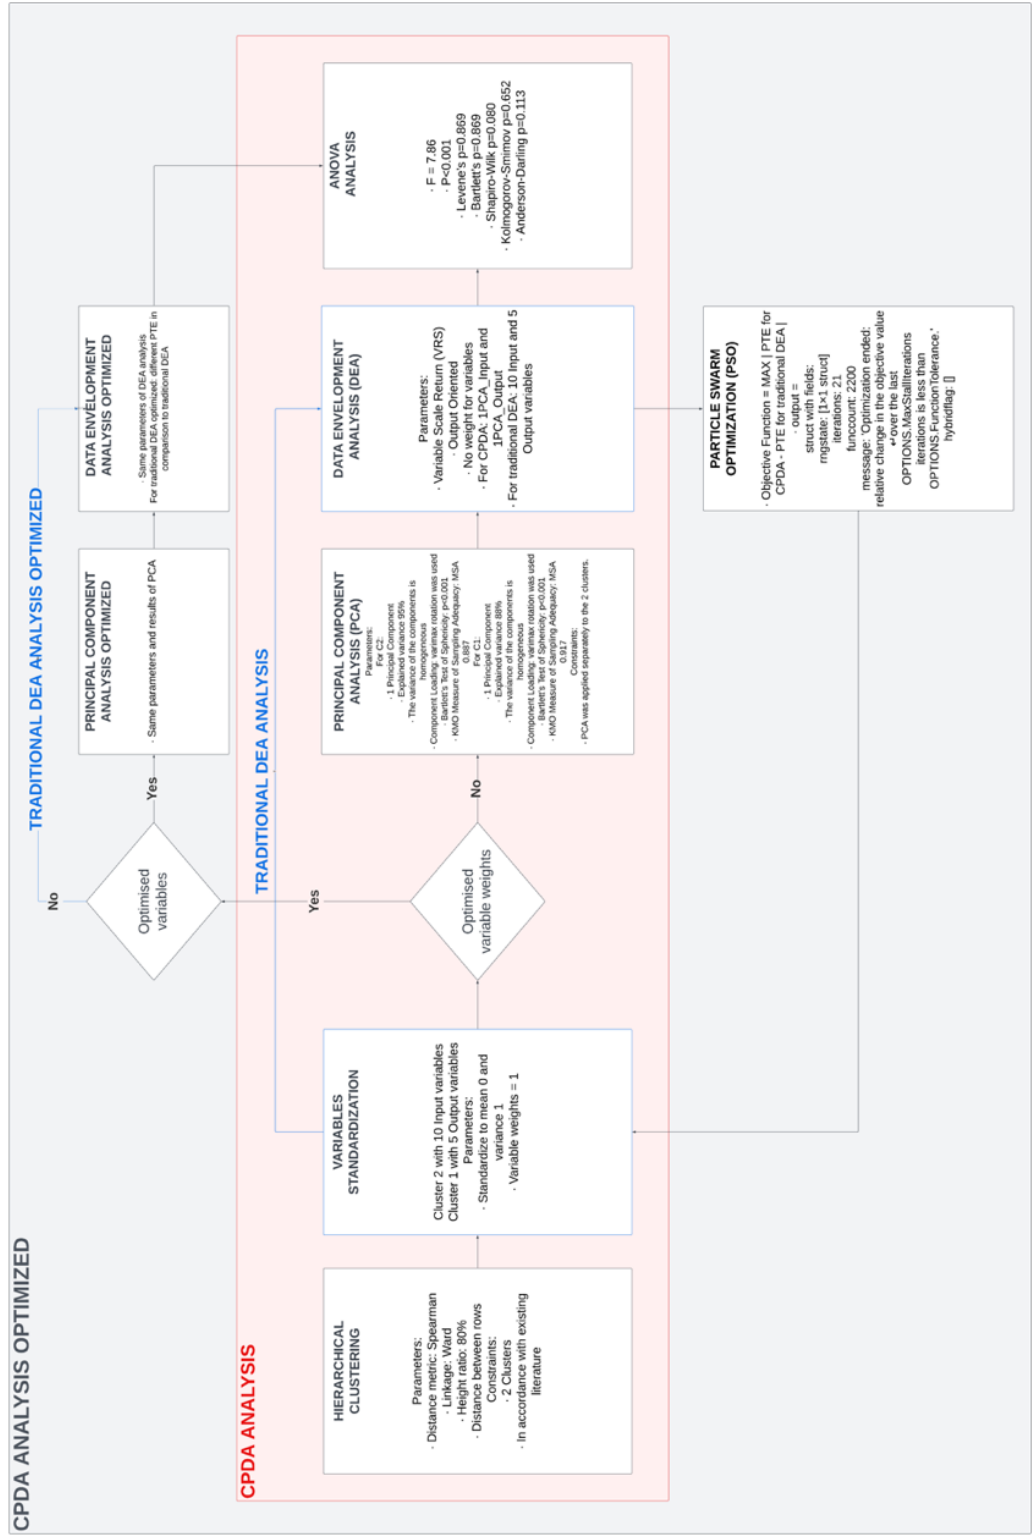 CPDA ANALYSIS OPTIMIZED
TRADITIONAL DEA ANALYSIS OPTIMIZED
No
Optimised
variables
Yes
PRINCIPAL COMPONENT
ANALYSIS OPTIMIZED
· Same parameters and results of PCA
DATA ENVELOPMENT
ANALYSIS OPTIMIZED
· Same parameters of DEA analysis
For traditional DEA optimized: different PTE in
comparison to traditional DEA
CPDA ANALYSIS
TRADITIONAL DEA ANALYSIS
HIERARCHICAL
CLUSTERING
Parameters:
· Distance metric: Spearman
· Linkage: Ward
· Height ratio: 80%
· Distance between rows
Constraints:
· 2 Clusters
· In accordance with existing
literature
VARIABLES
STANDARDIZATION
Cluster 2 with 10 Input variables
Cluster 1 with 5 Output variables
Parameters:
· Standardize to mean 0 and
variance 1
· Variable weights = 1
Yes
Optimised
variable weights
No
PRINCIPAL COMPONENT
ANALYSIS (PCA)
Parameters:
For C2:
· 1 Principal Component
· Explained variance 95%
· The variance of the components is
homogeneous
· Component Loading: varimax rotation was used
· Bartlett's Test of Sphericity: p<0.001
· KMO Measure of Sampling Adequacy: MSA
0.887
For C1:
· 1 Principal Component
· Explained variance 88%
· The variance of the components is
homogeneous
· Component Loading: varimax rotation was used
· Bartlett's Test of Sphericity: p<0.001
· KMO Measure of Sampling Adequacy: MSA
0.917
Constraints:
· PCA was applied separately to the 2 clusters.
DATA ENVELOPMENT
ANALYSIS (DEA)
Parameters:
· Variable Scale Return (VRS)
· Output Oriented
· No weight for variables
· For CPDA: 1PCA_Input and
1PCA_Output
· For traditional DEA: 10 Input and 5
Output variables
ANOVA
ANALYSIS
· F = 7.86
· P<0.001
· Levene's p=0.869
· Bartlett's p=0.869
· Shapiro-Wilk p=0.080
· Kolmogorov-Smirnov p=0.652
· Anderson-Darling p=0.113
PARTICLE SWARM
OPTIMIZATION (PSO)
· Objective Function = MAX | PTE for
CPDA - PTE for traditional DEA |
· output =
struct with fields:
rngstate: [1×1 struct]
iterations: 21
funccount: 2200
message: 'Optimization ended:
relative change in the objective value
↵over the last
OPTIONS.MaxStallIterations
iterations is less than
OPTIONS.FunctionTolerance.'
hybridflag: []